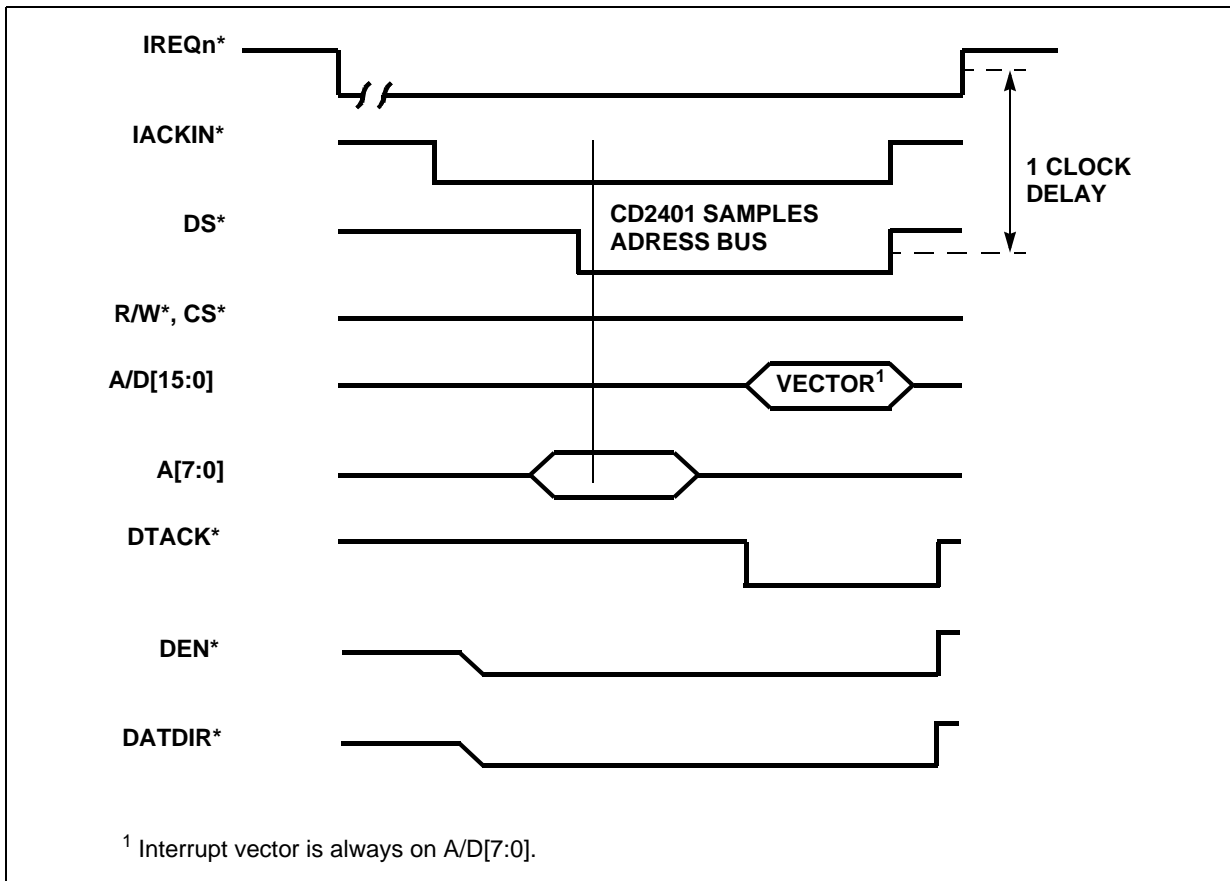 IREQn*
IACKIN*
1 CLOCK
DELAY
CD2401 SAMPLES
ADRESS BUS
DS*
R/W*, CS*
A/D[15:0]
VECTOR1
A[7:0]
DTACK*
DEN*
DATDIR*
1 Interrupt vector is always on A/D[7:0].